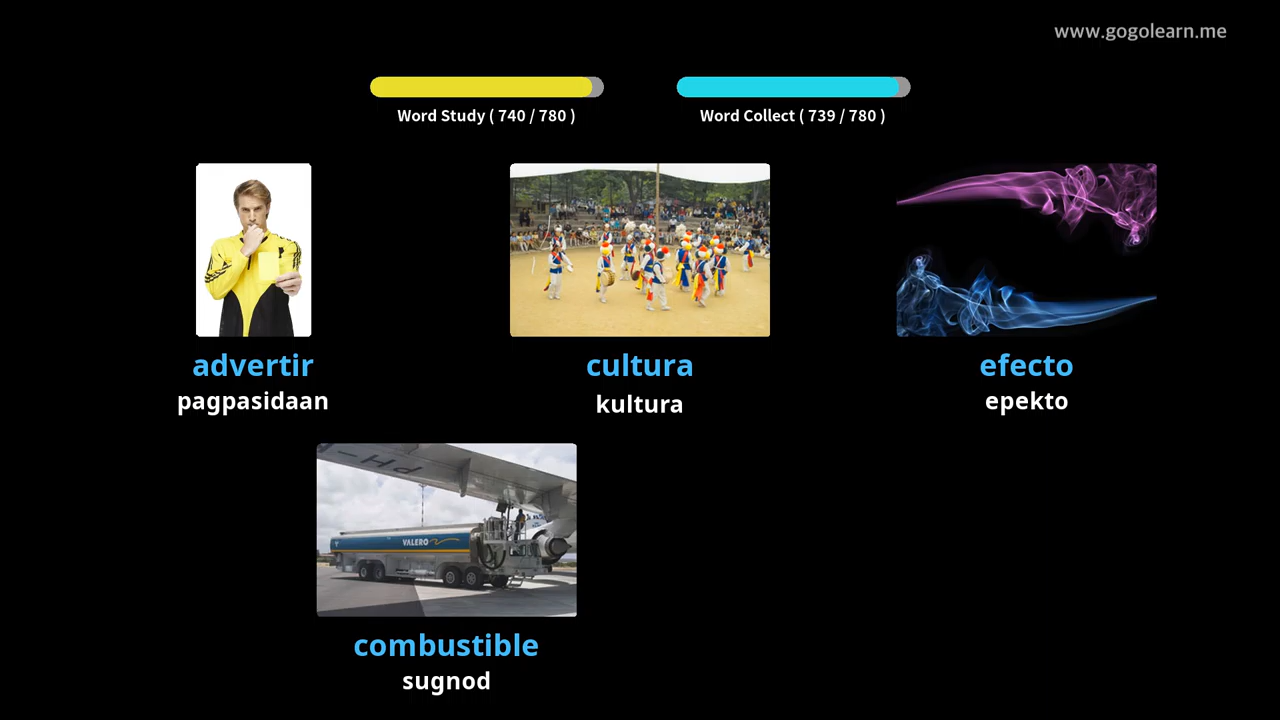 www.gogolearn.me
Word Study ( 740 / 780 )
Word Collect ( 739 / 780 )
advertir
pagpasidaan
cultura
kultura
efecto
epekto
PH-
VALERO
combustible
sugnod